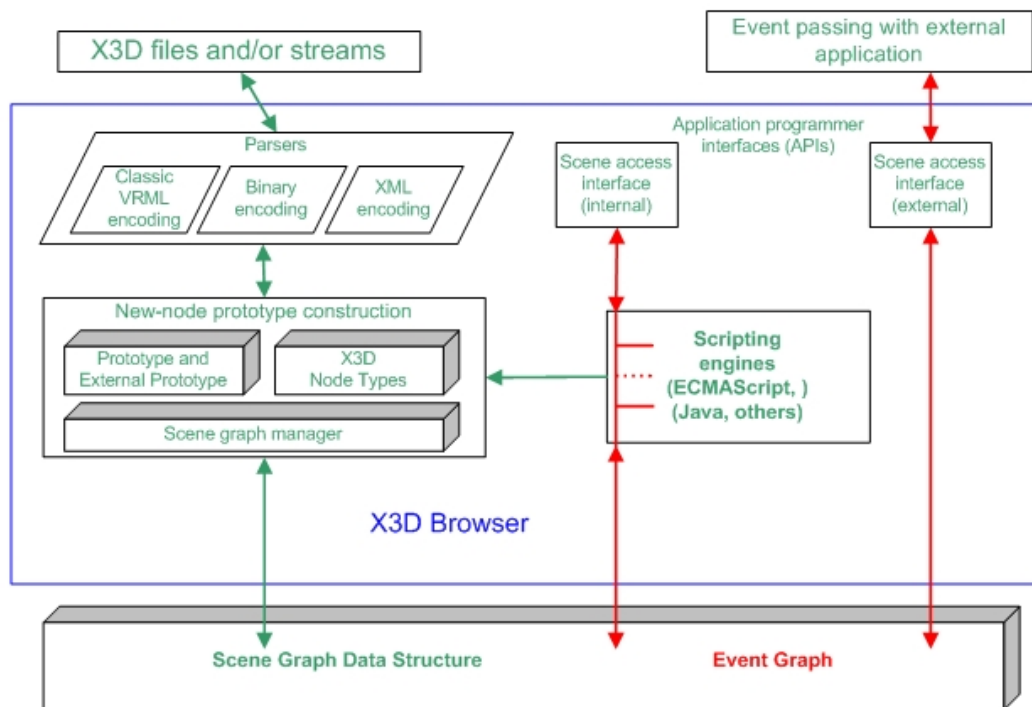 X3D files and/or streams
Event passing with external
application
Application programmer
interfaces (APIs)
Parsers
Classic
VRML
encoding
Binary
encoding
XML
encoding
Scene access
interface
(internal)
Scene access
interface
(external)
New-node prototype construction
Prototype and
External Prototype
X3D
Node Types
Scene graph manager
Scripting
engines
(ECMAScript, )
(Java, others)
X3D Browser
Scene Graph Data Structure
Event Graph